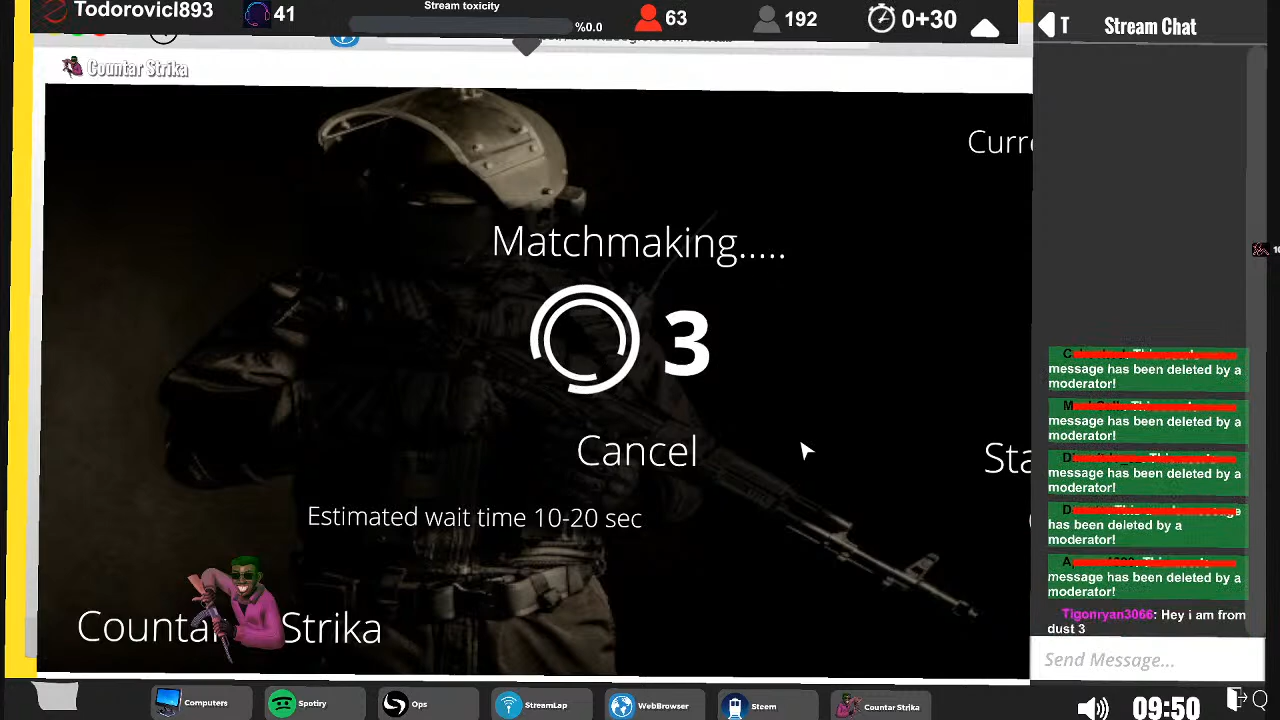 Todorovicl893
41
Stream toxicity
%0.0
63
192
0+30
T
Stream Chat
Countar Strika
Matchmaking.....
3
Cancel
Estimated wait time 10-20 sec
Countar Strika
message has been deleted by a
moderator!
message has been deleted by a
moderator!
message has been deleted by a
moderator!
has been deleted by a
moderator!
message has been deleted by a
moderator!
Tigonryan3066: Hey i am from
dust 3
Send Message...
Computers
Spotiry
Ops
StreamLap
WebBrowser
Steem
Countar Strika
09:50